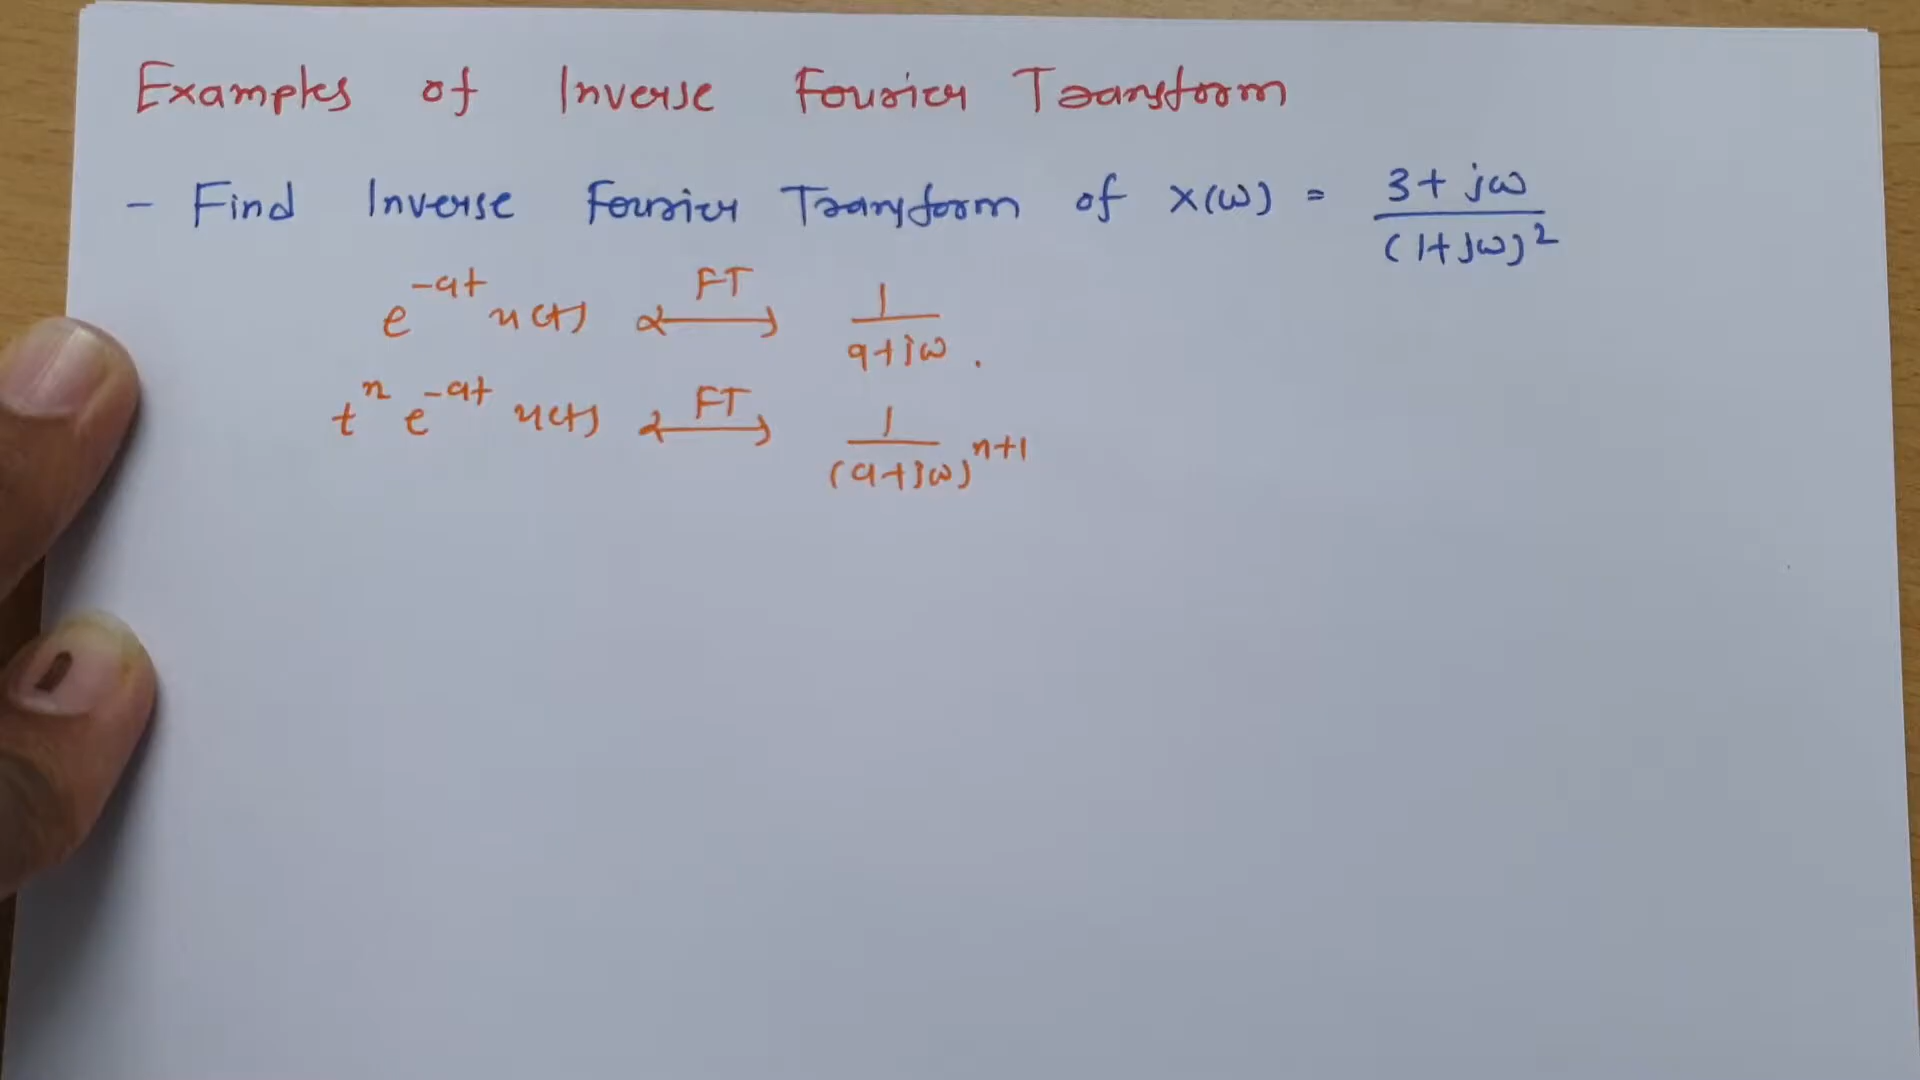 Examples of Inverse Fourier Transform
- Find Inverse Fourier Transform of X(ω) = (3 + jω) / (1 + jω)²
e^(-at) u(t) ⟷ FT 1 / (a + jω) .
t^n e^(-at) u(t) ⟷ FT 1 / (a + jω)^(n+1)